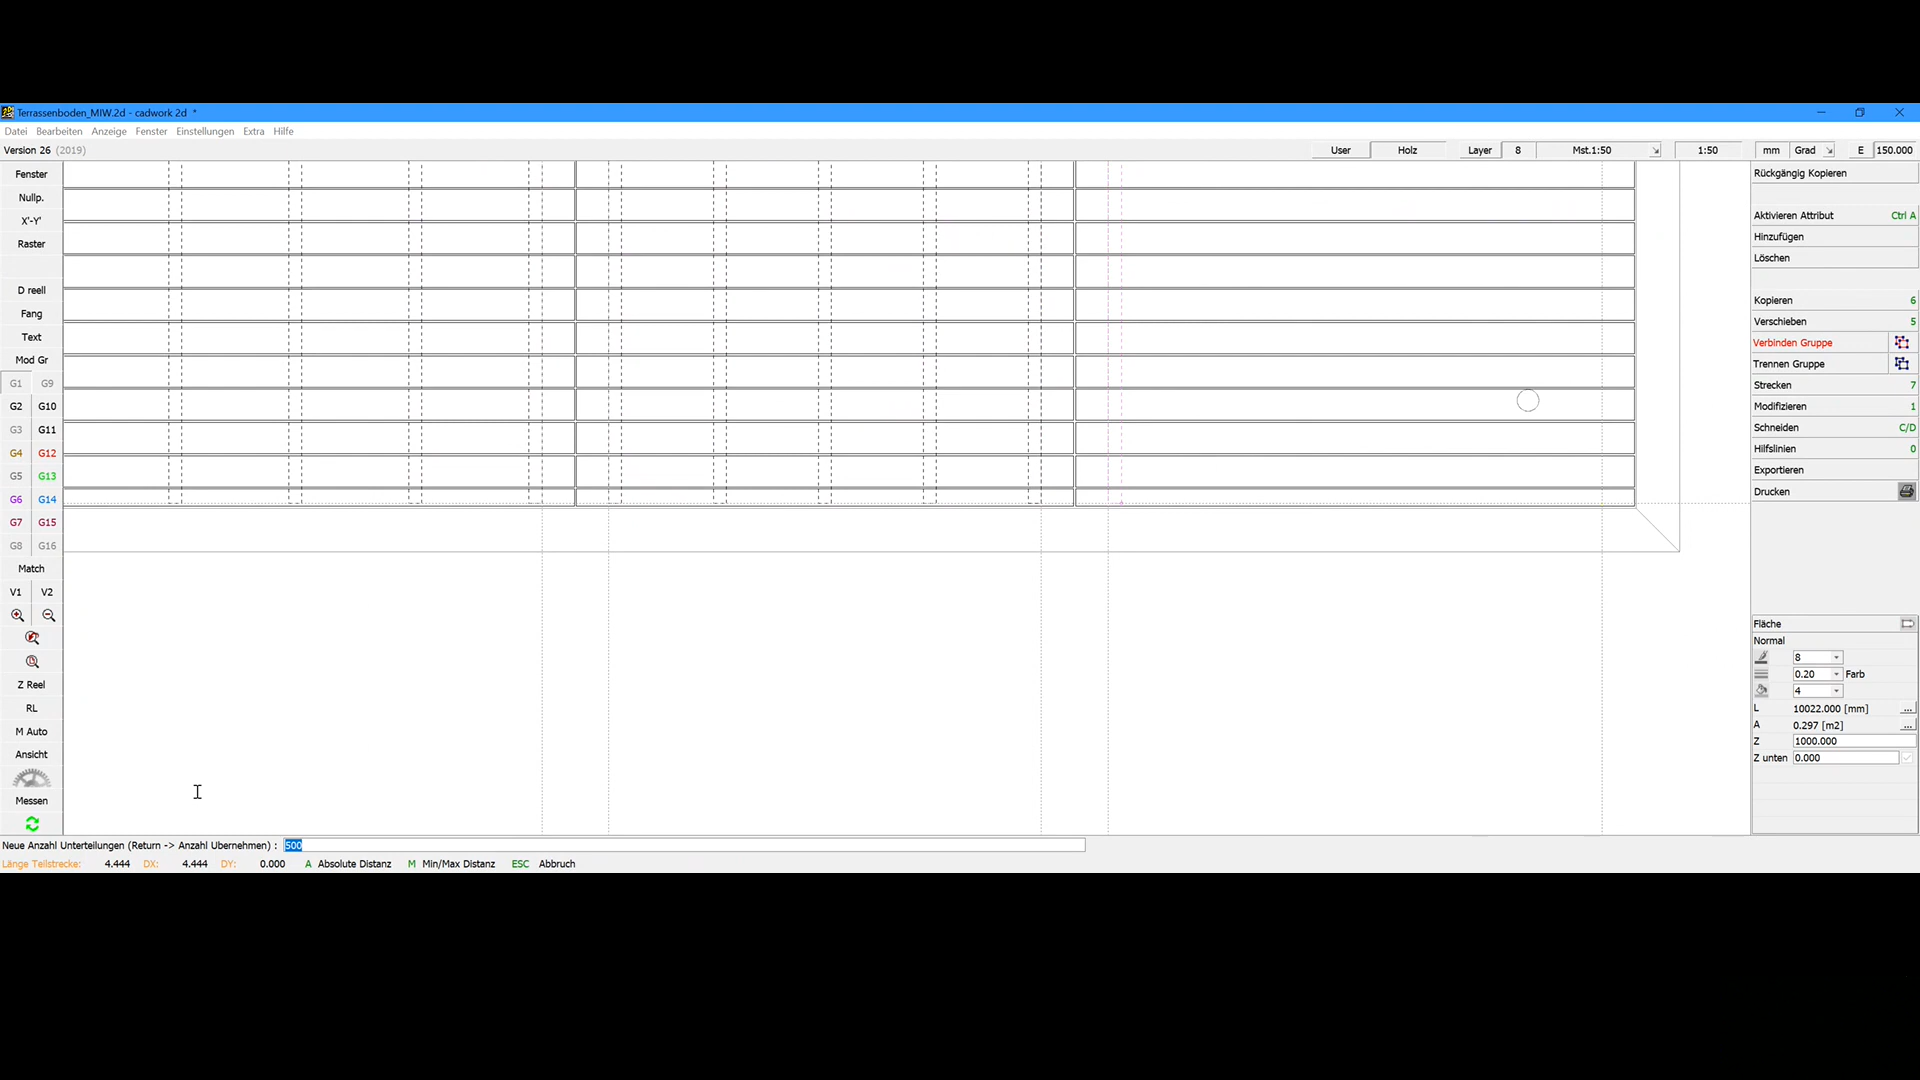 Terrassenboden_MIW.2d - cadwork 2d *
Datei Bearbeiten Anzeige Fenster Einstellungen Extra Hilfe
Version 26 (2019)
User Holz Layer 8 Mst.1:50 1:50 mm Grad E 150.000
Fenster
Nullp.
X'-Y'
Raster
D reell
Fang
Text
Mod Gr
G1 G9
G2 G10
G3 G11
G4 G12
G5 G13
G6 G14
G7 G15
G8 G16
Match
V1 V2
Z Reel
RL
M Auto
Ansicht
Messen
Rückgängig Kopieren
Aktivieren Attribut Ctrl A
Hinzufügen
Löschen
Kopieren 6
Verschieben 5
Verbinden Gruppe
Trennen Gruppe
Strecken 7
Modifizieren 1
Schneiden C/D
Hilfslinien 0
Exportieren
Drucken
Fläche
Normal
8
0.20 Farb
4
L 10022.000 [mm] ...
A 0.297 [m2] ...
Z 1000.000
Z unten 0.000
Neue Anzahl Unterteilungen (Return -> Anzahl Ubernehmen) : 500
Länge Teilstrecke: 4.444 DX: 4.444 DY: 0.000 A Absolute Distanz M Min/Max Distanz ESC Abbruch